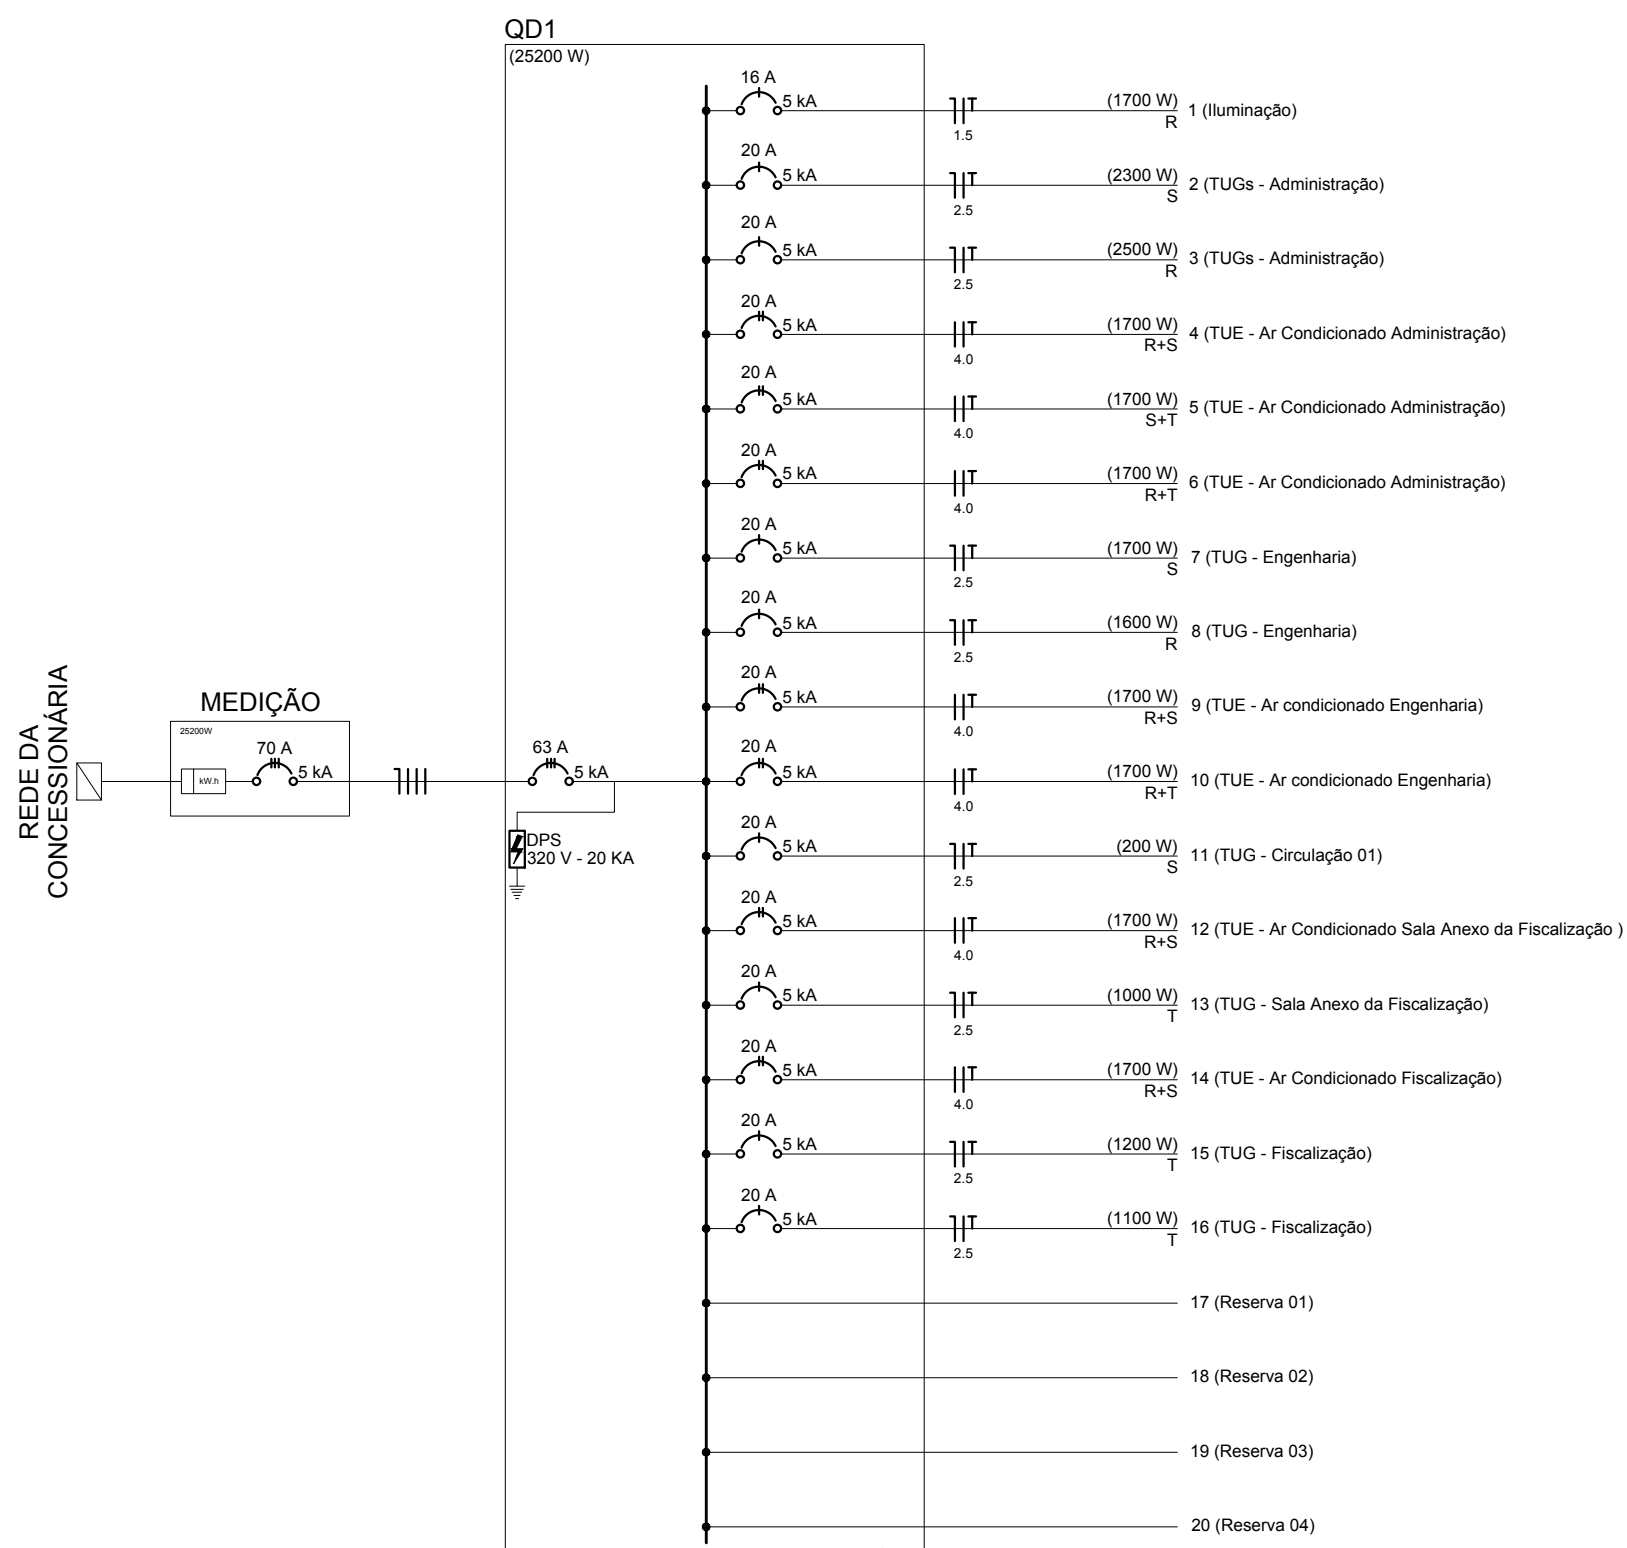 QD1
(25200 W)
16 A
5 kA
1.5
(1700 W)
R
1 (Iluminação)
20 A
5 kA
2.5
(2300 W)
S
2 (TUGs - Administração)
20 A
5 kA
2.5
(2500 W)
R
3 (TUGs - Administração)
20 A
5 kA
4.0
(1700 W)
R+S
4 (TUE - Ar Condicionado Administração)
20 A
5 kA
4.0
(1700 W)
S+T
5 (TUE - Ar Condicionado Administração)
20 A
5 kA
4.0
(1700 W)
R+T
6 (TUE - Ar Condicionado Administração)
20 A
5 kA
2.5
(1700 W)
S
7 (TUG - Engenharia)
20 A
5 kA
2.5
(1600 W)
R
8 (TUG - Engenharia)
20 A
5 kA
4.0
(1700 W)
R+S
9 (TUE - Ar condicionado Engenharia)
REDE DA
CONCESSIONÁRIA
MEDIÇÃO
25200W
kW.h
70 A
5 kA
63 A
5 kA
DPS
320 V - 20 KA
20 A
5 kA
4.0
(1700 W)
R+T
10 (TUE - Ar condicionado Engenharia)
20 A
5 kA
2.5
(200 W)
S
11 (TUG - Circulação 01)
20 A
5 kA
4.0
(1700 W)
R+S
12 (TUE - Ar Condicionado Sala Anexo da Fiscalização )
20 A
5 kA
2.5
(1000 W)
T
13 (TUG - Sala Anexo da Fiscalização)
20 A
5 kA
4.0
(1700 W)
R+S
14 (TUE - Ar Condicionado Fiscalização)
20 A
5 kA
2.5
(1200 W)
T
15 (TUG - Fiscalização)
20 A
5 kA
2.5
(1100 W)
T
16 (TUG - Fiscalização)
17 (Reserva 01)
18 (Reserva 02)
19 (Reserva 03)
20 (Reserva 04)